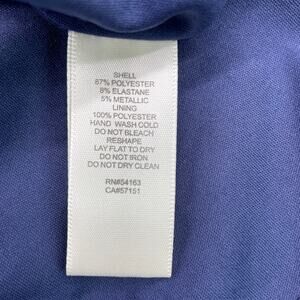 SHELL
87% POLYESTER
8% ELASTANE
5% METALLIC
LINING
100% POLYESTER
HAND WASH COLD
DO NOT BLEACH
RESHAPE
LAY FLAT TO DRY
DO NOT IRON
DO NOT DRY CLEAN
RN#54163
CA#57151